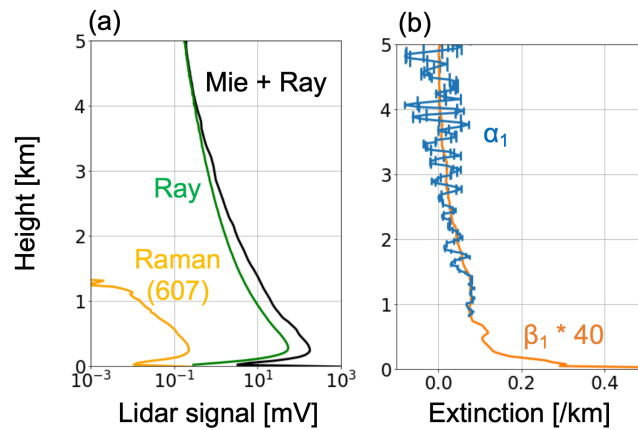 (a)
(b)
5
4
3
2
1
0
Height [km]
Mie + Ray
Ray
Raman
(607)
10⁻³
10⁻¹
10¹
10³
Lidar signal [mV]
5
4
3
2
1
0
α₁
β₁ * 40
0.0
0.2
0.4
Extinction [/km]